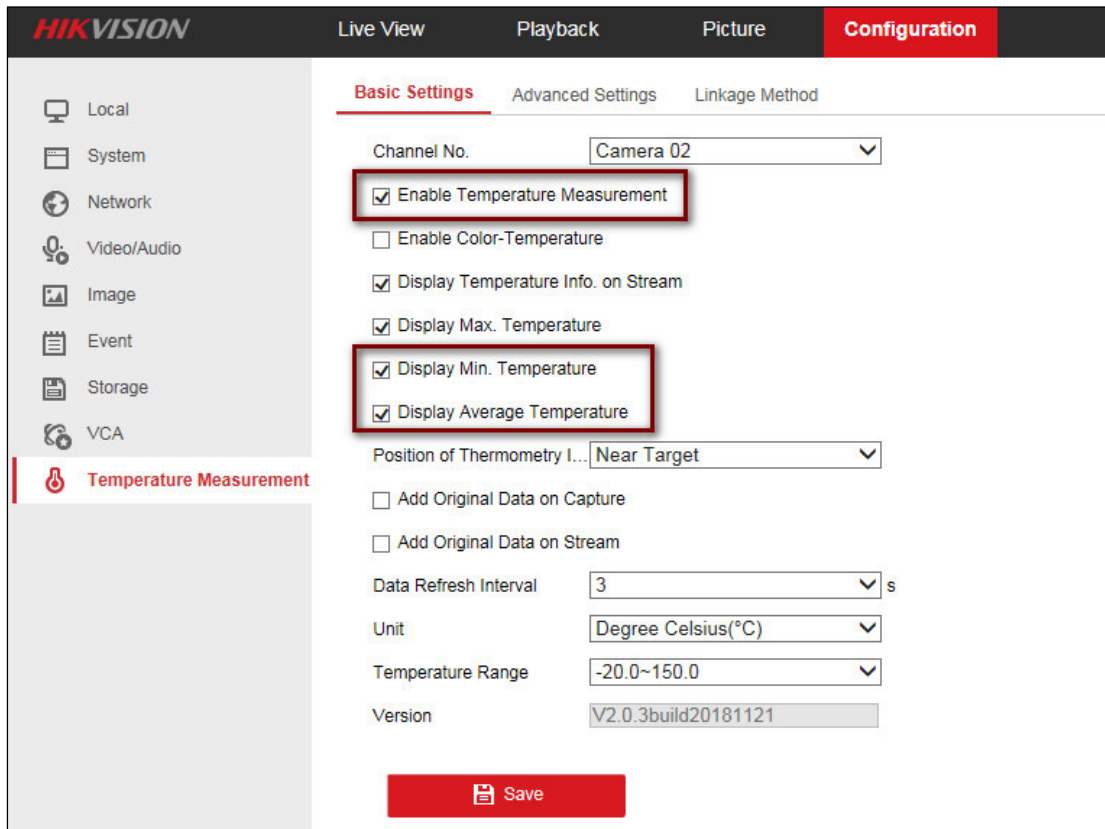 HIKVISION Live View Playback Picture Configuration
Local
System
Network
Video/Audio
Image
Event
Storage
VCA
Temperature Measurement
Basic Settings Advanced Settings Linkage Method
Channel No. Camera 02
Enable Temperature Measurement
Enable Color-Temperature
Display Temperature Info. on Stream
Display Max. Temperature
Display Min. Temperature
Display Average Temperature
Position of Thermometry I... Near Target
Add Original Data on Capture
Add Original Data on Stream
Data Refresh Interval 3 s
Unit Degree Celsius(°C)
Temperature Range -20.0~150.0
Version V2.0.3build20181121
Save